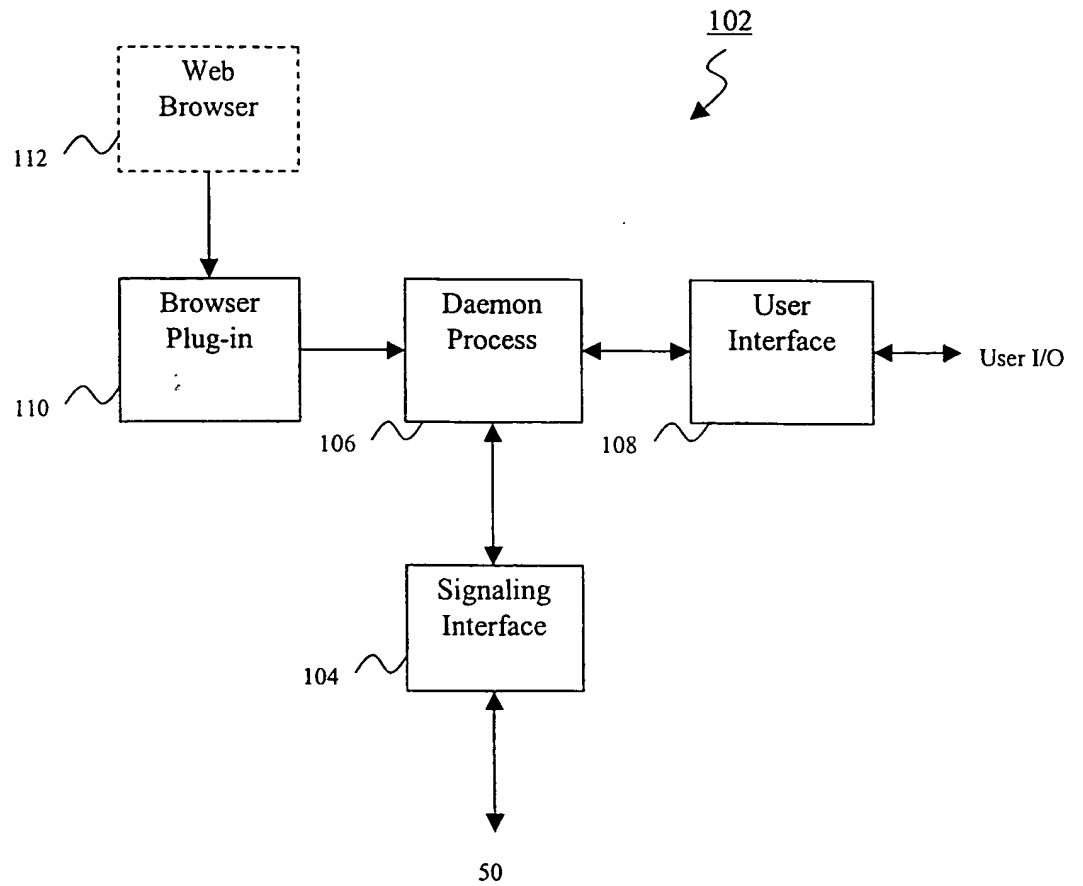 102
Web
Browser
112
Browser
Plug-in
110
Daemon
Process
106
User
Interface
108
User I/O
Signaling
Interface
104
50